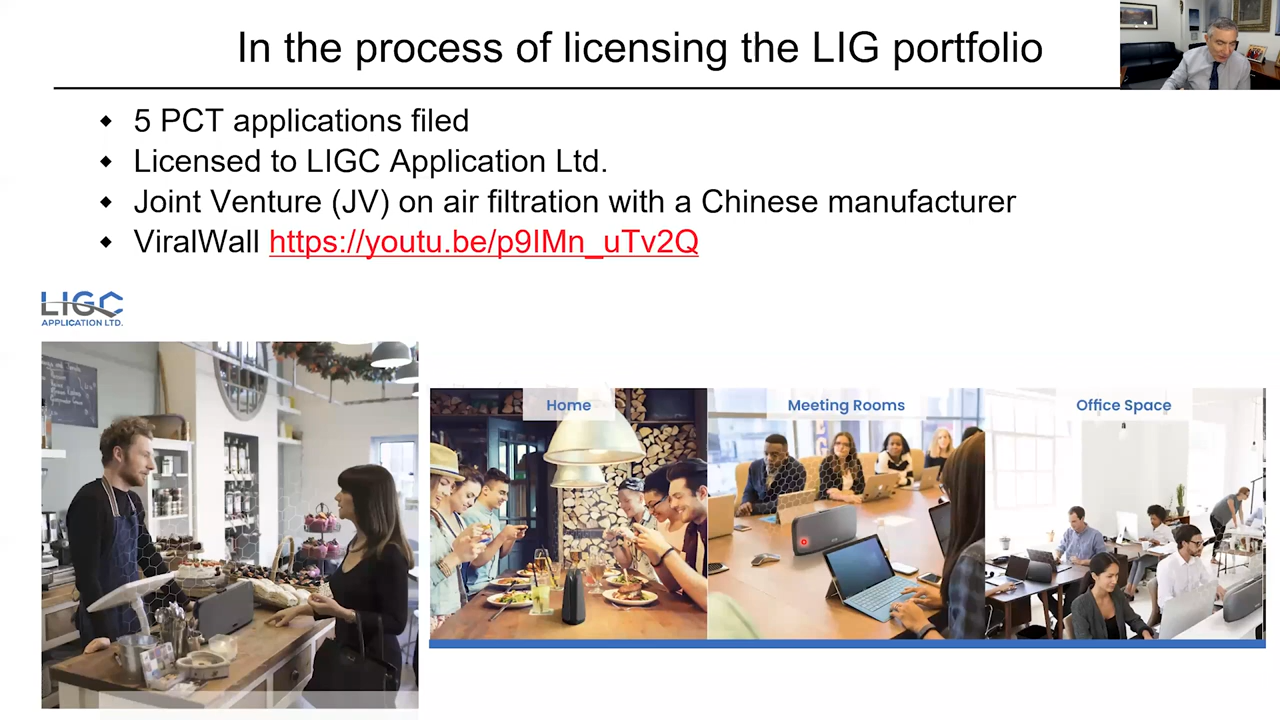 In the process of licensing the LIG portfolio
5 PCT applications filed
Licensed to LIGC Application Ltd.
Joint Venture (JV) on air filtration with a Chinese manufacturer
ViralWall https://youtu.be/p9IMn_uTv2Q
LIGC
APPLICATION LTD.
Home
Meeting Rooms
Office Space